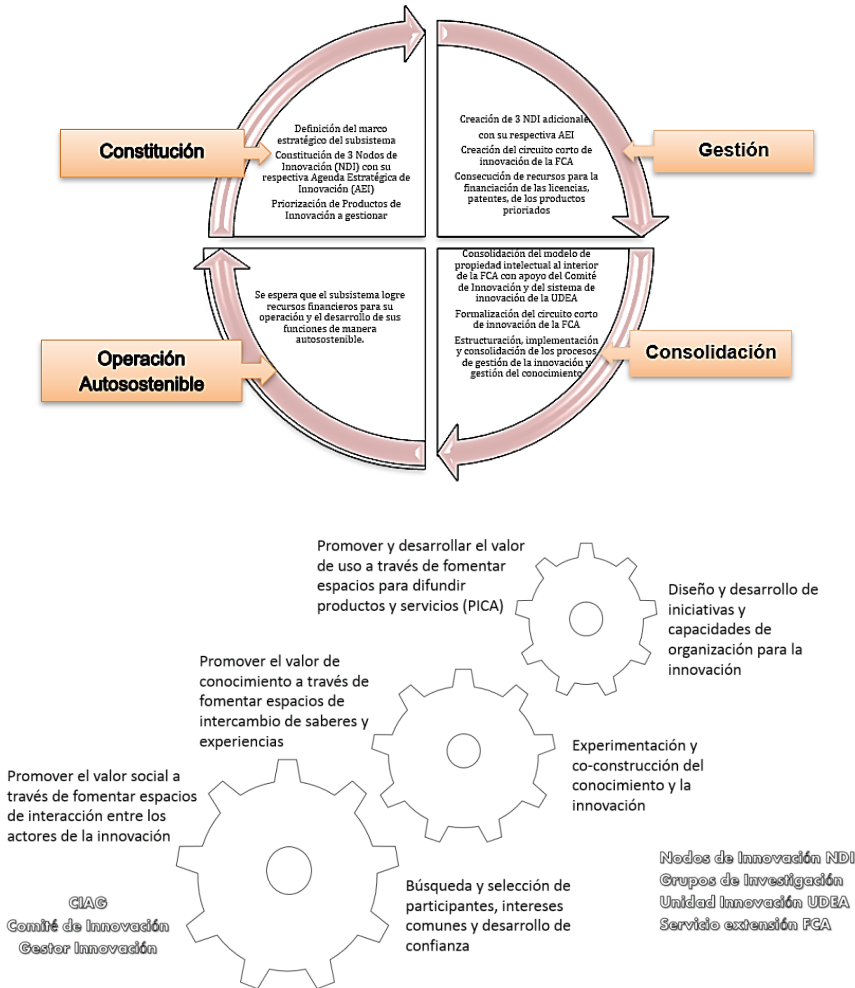 Constitución
Definición del marco
estratégico del subsistema
Constitución de 3 Nodos de
Innovación (NDI) con su
respectiva Agenda Estratégica de
Innovación (AEI)
Priorización de Productos de
Innovación a gestionar
Creación de 3 NDI adicionale
con su respectiva AEI
Creación del circuito corto de
innovación de la FCA
Consecución de recursos para la
financiación de las licencias,
patentes, de los productos
prioriados
Gestión
Operación
Autosostenible
Se espera que el subsistema logre
recursos financieros para su
operación y el desarrollo de sus
funciones de manera
autosostenible.
Consolidación del modelo de
propiedad intelectual al interior
de la FCA con apoyo del Comité
de Innovación y del sistema de
innovación de la UDEA
Formalización del circuito corto
de innovación de la FCA
Estructuración, implementación
y consolidación de los procesos
de gestión de la innovación y
gestión del conocimiento
Consolidación
Promover y desarrollar el valor
de uso a través de fomentar
espacios para difundir
productos y servicios (PICA)
Diseño y desarrollo de
iniciativas y
capacidades de
organización para la
innovación
Promover el valor de
conocimiento a través de
fomentar espacios de
intercambio de saberes y
experiencias
Experimentación y
co-construcción del
conocimiento y la
innovación
Promover el valor social a
través de fomentar espacios
de interacción entre los
actores de la innovación
Búsqueda y selección de
participantes, intereses
comunes y desarrollo de
confianza
CIAG
Comité de Innovación
Gestor Innovación
Nodos de Innovación NDI
Grupos de Investigación
Unidad Innovación UDEA
Servicio extensión FCA